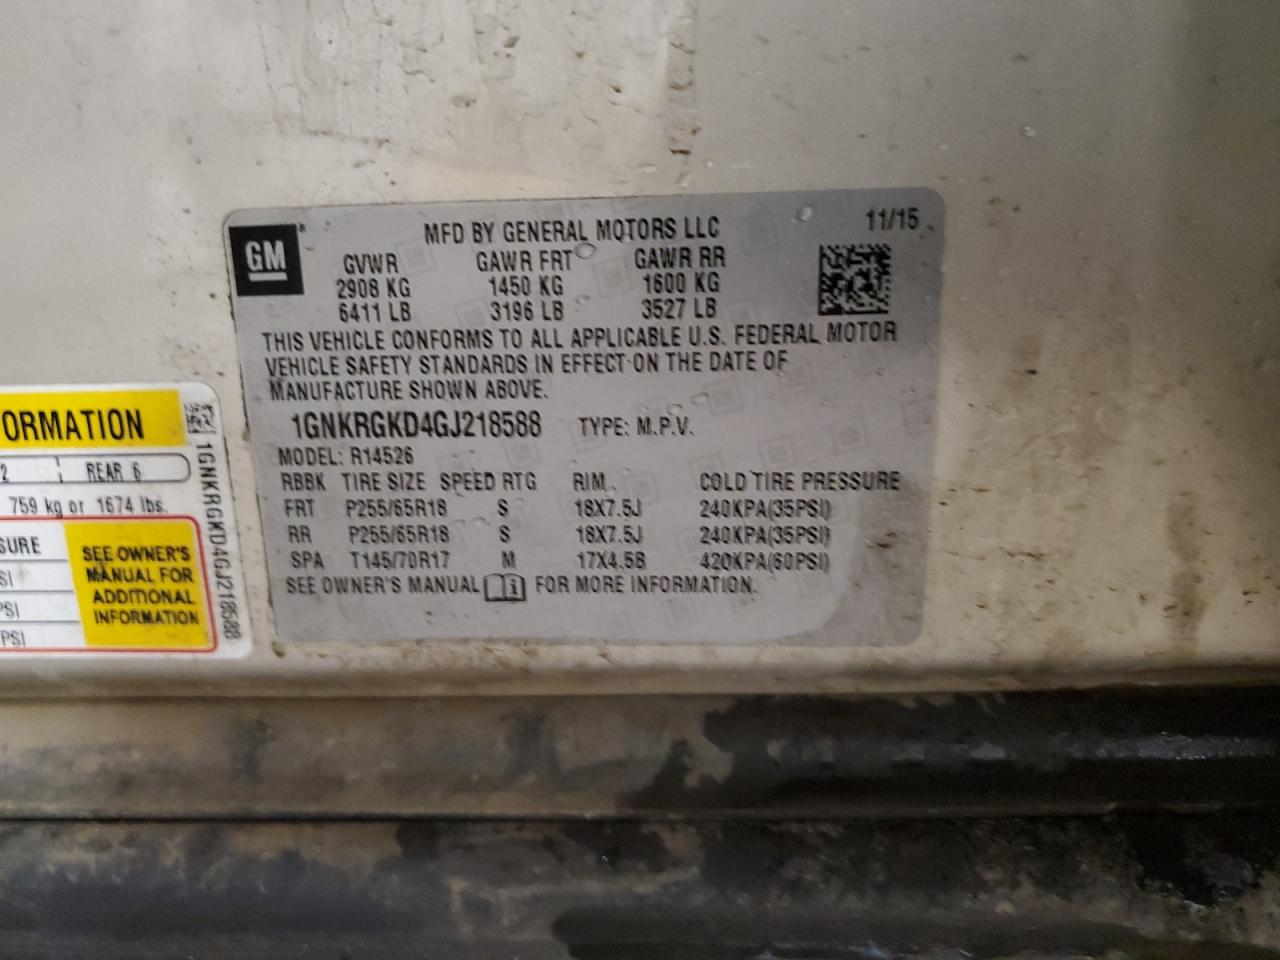 GM
MFD BY GENERAL MOTORS LLC 11/15
GVWR GAWR FRT GAWR RR
2908 KG 1450 KG 1600 KG
6411 LB 3196 LB 3527 LB
THIS VEHICLE CONFORMS TO ALL APPLICABLE U.S. FEDERAL MOTOR
VEHICLE SAFETY STANDARDS IN EFFECT ON THE DATE OF
MANUFACTURE SHOWN ABOVE.
1GNKRGKD4GJ218588 TYPE: M.P.V.
MODEL: R14526
RBBK TIRE SIZE SPEED RTG RIM COLD TIRE PRESSURE
FRT P255/65R18 S 18X7.5J 240KPA(35PSI)
RR P255/65R18 S 18X7.5J 240KPA(35PSI)
SPA T145/70R17 M 17X4.5B 420KPA(60PSI)
SEE OWNER'S MANUAL i FOR MORE INFORMATION.
ORMATION
2 REAR 6
759 kg or 1674 lbs.
SURE
SI
PSI
PSI
SEE OWNER'S
MANUAL FOR
ADDITIONAL
INFORMATION
1GNKRGKD4GJ218588